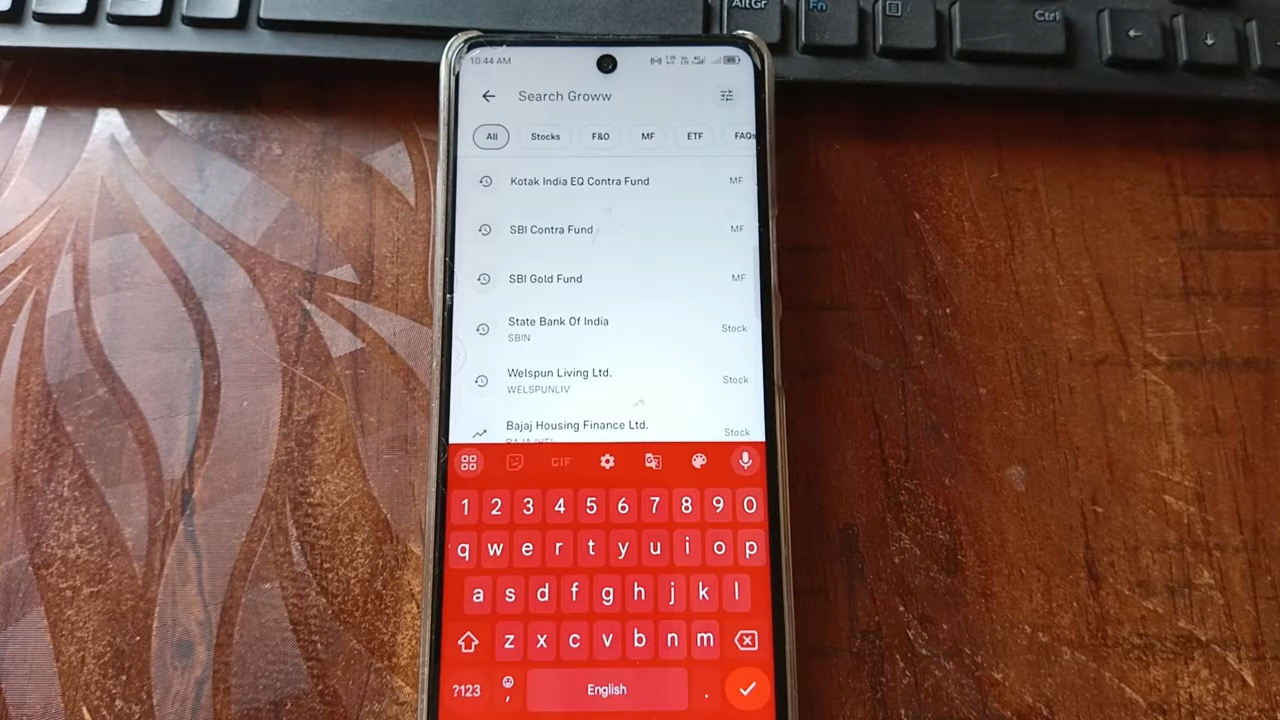 AltGr
Fn
Ctrl
10.44 AM
Search Groww
All
Stocks
F&O
MF
ETF
FAQs
Kotak India EQ Contra Fund
MF
SBI Contra Fund
MF
SBI Gold Fund
MF
State Bank Of India
Stock
SBIN
Welspun Living Ltd.
Stock
WELSPUNLIV
Bajaj Housing Finance Ltd.
Stock
GIF
1 2 3 4 5 6 7 8 9 0
q w e r t y u i o p
a s d f g h j k l
z x c v b n m
?123
,
English
.